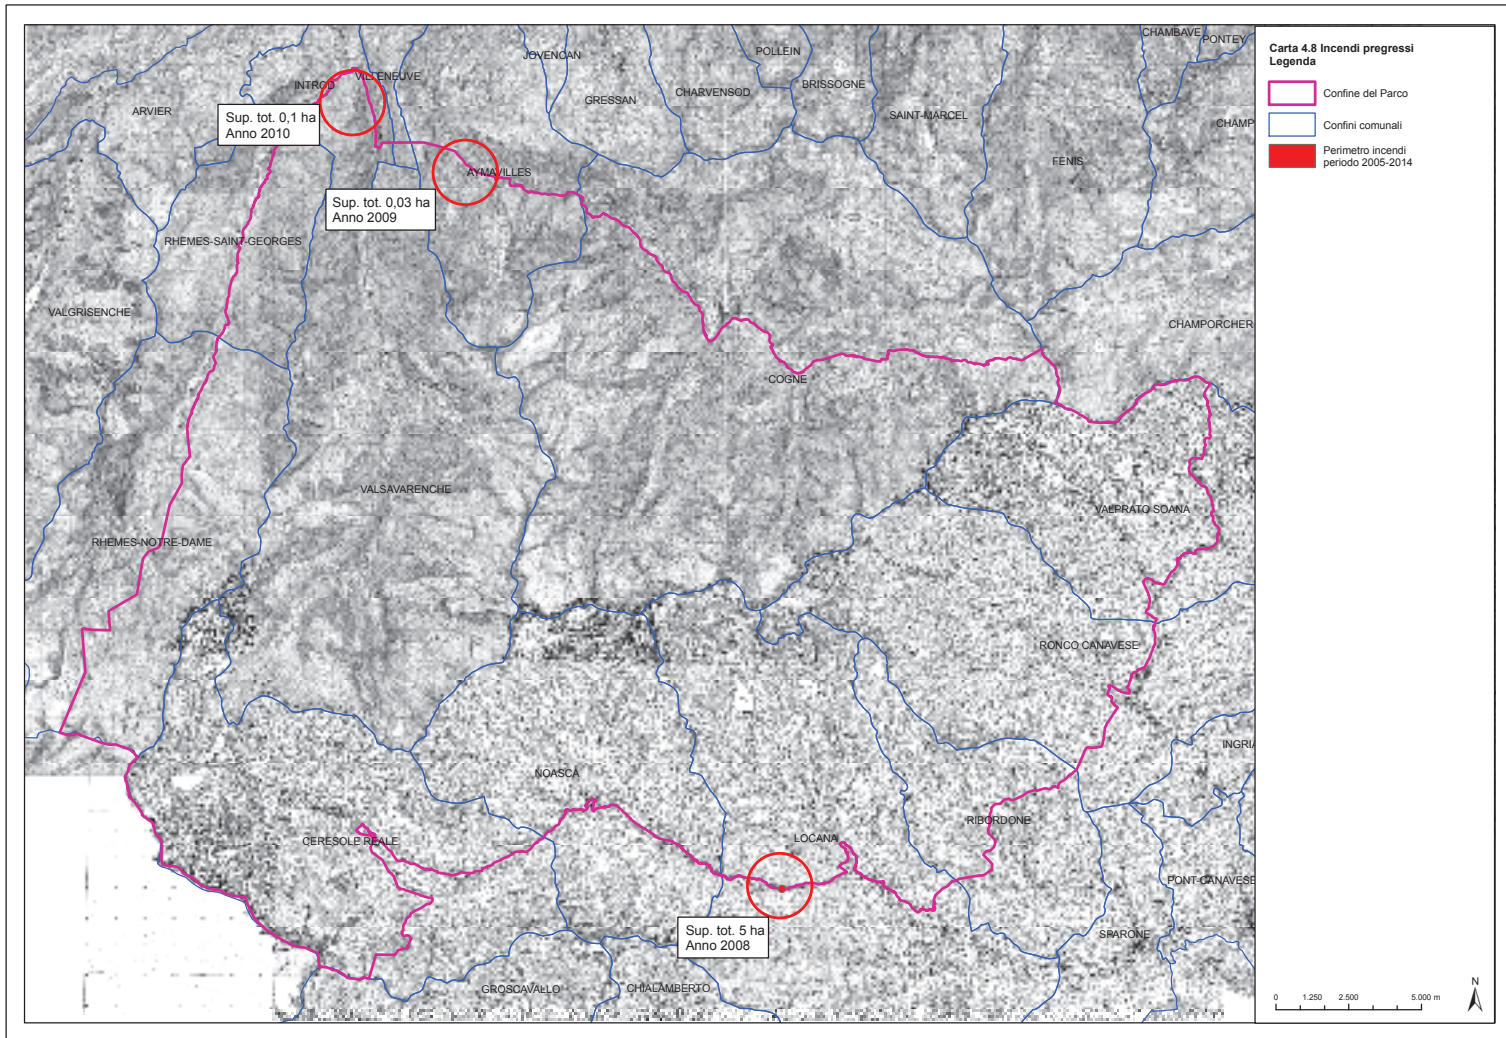 CHAMBAVE
PONTEY
JOVENCAN
POLLEIN
VILLENEUVE
INTROD
BRISSOGNE
CHARVENSOD
GRESSAN
ARVIER
SAINT-MARCEL
CHAMP
Sup. tot. 0,1 ha
Anno 2010
FENIS
AYMAVILLES
Sup. tot. 0,03 ha
Anno 2009
RHEMES-SAINT-GEORGES
VALGRISENCHE
CHAMPORCHER
COGNE
VALSAVARENCHE
VALPRATO SOANA
RHEMES-NOTRE-DAME
RONCO CANAVESE
INGRIA
NOASCA
RIBORDONE
CERESOLE REALE
LOCANA
PONT-CANAVESE
Sup. tot. 5 ha
Anno 2008
SPARONE
GROSCAVALLO
CHIALAMBERTO
Carta 4.8 Incendi pregressi
Legenda
Confine del Parco
Confini comunali
Perimetro incendi
periodo 2005-2014
N
0 1.250 2.500 5.000 m